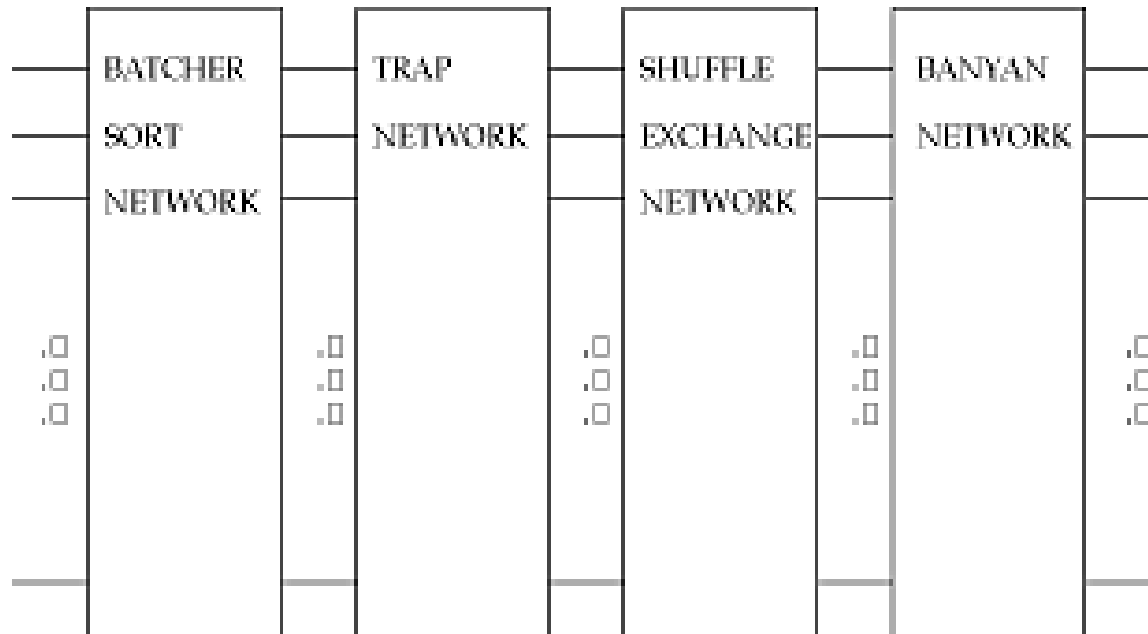 BATCHER
SORT
NETWORK
TRAP
NETWORK
SHUFFLE
EXCHANGE
NETWORK
BANYAN
NETWORK